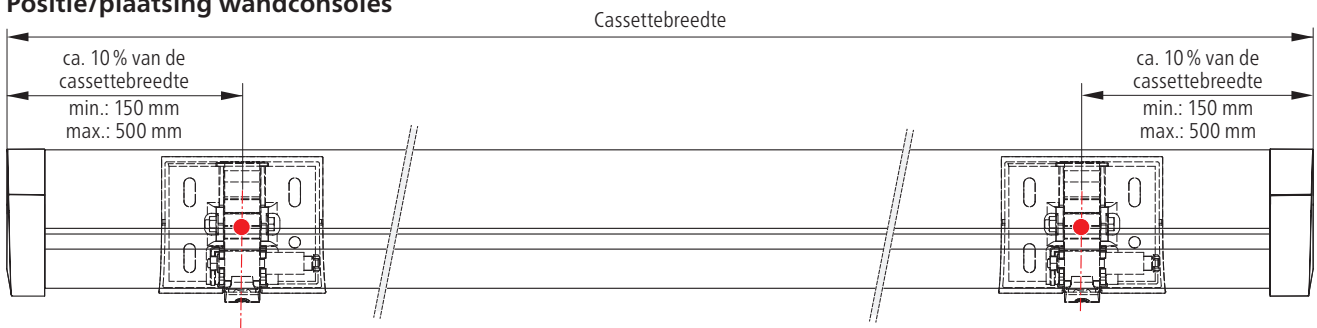 Positie/plaatsing wandconsoles
Cassettebreedte
ca. 10 % van de
cassettebreedte
min.: 150 mm
max.: 500 mm
ca. 10 % van de
cassettebreedte
min.: 150 mm
max.: 500 mm